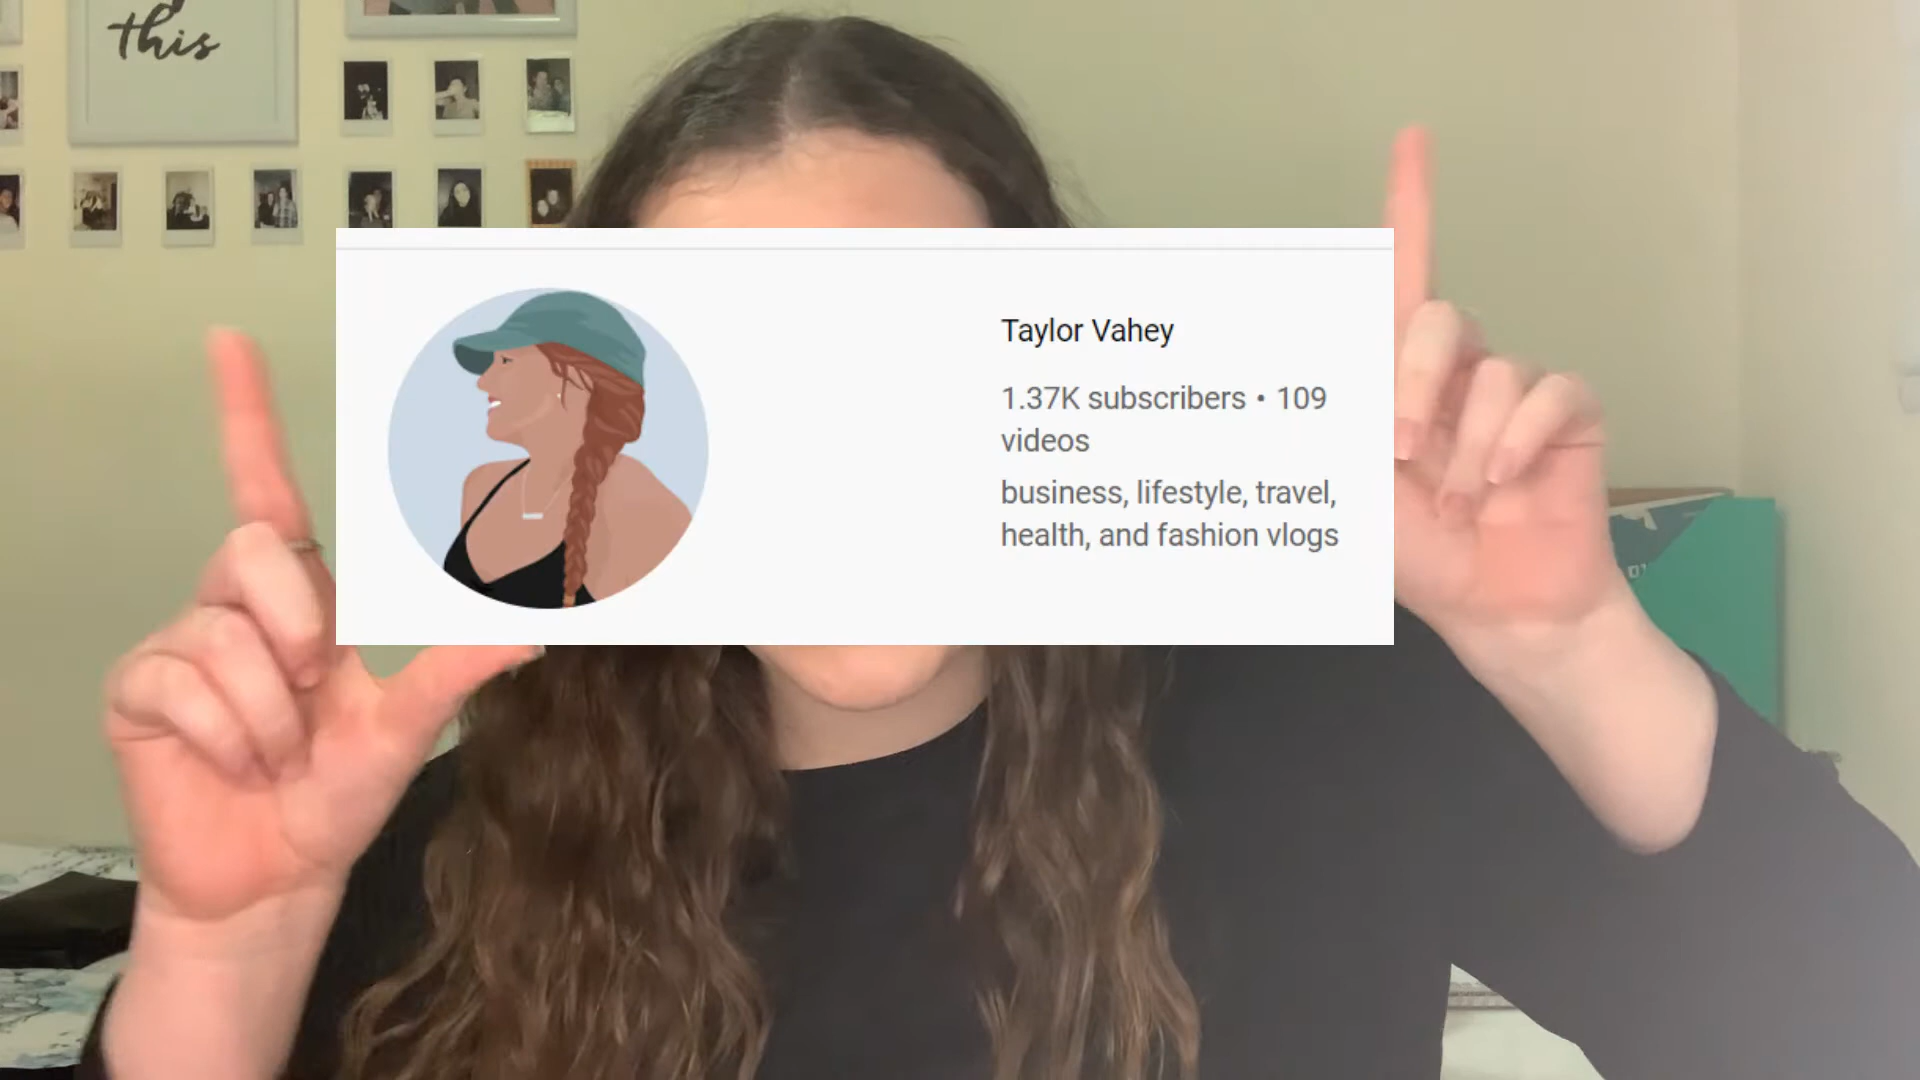 this
Taylor Vahey
1.37K subscribers • 109
videos
business, lifestyle, travel,
health, and fashion vlogs